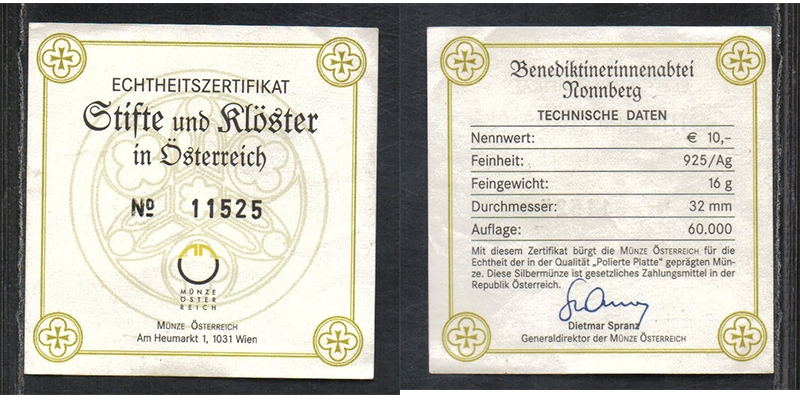 ECHTHEITSZERTIFIKAT
Stifte und Klöster
in Österreich
No 11525
MÜNZE
ÖSTER
REICH
MÜNZE ÖSTERREICH
Am Heumarkt 1, 1031 Wien
Benediktinerinnenabtei
Nonnberg
TECHNISCHE DATEN
Nennwert: € 10,–
Feinheit: 925/Ag
Feingewicht: 16 g
Durchmesser: 32 mm
Auflage: 60.000
Mit diesem Zertifikat bürgt die MÜNZE ÖSTERREICH für die
Echtheit der in der Qualität „Polierte Platte" geprägten Mün-
ze. Diese Silbermünze ist gesetzliches Zahlungsmittel in der
Republik Österreich.
Dietmar Spranz
Generaldirektor der MÜNZE ÖSTERREICH